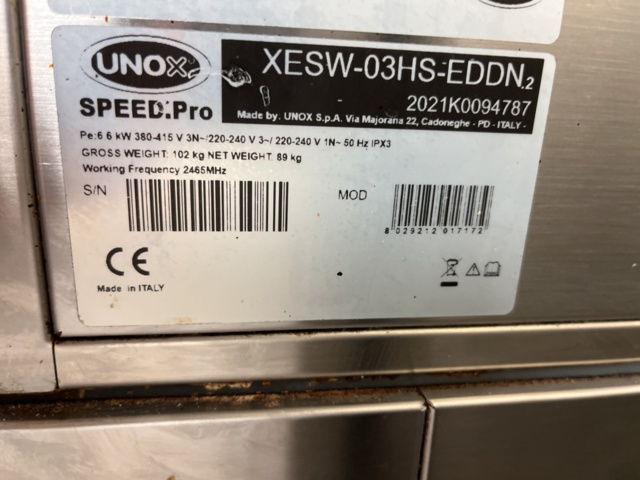 UNOX
XESW-03HS-EDDN.2
SPEED.Pro
2021K0094787
Made by. UNOX S.p.A. Via Majorana 22, Cadoneghe - PD - ITALY -
Pe:6.6 kW 380-415 V 3N~/220-240 V 3~/ 220-240 V 1N~ 50 Hz IPX3
GROSS WEIGHT: 102 kg NET WEIGHT: 89 kg
Working Frequency 2465MHz
S/N
MOD
8 029212 017172
CE
Made in ITALY